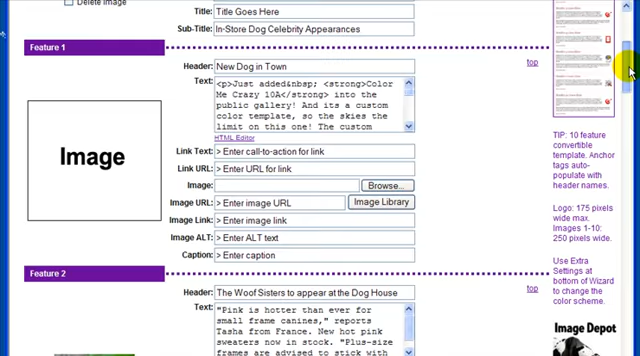 Delete Image
Title: Title Goes Here
Sub-Title: In-Store Dog Celebrity Appearances
Feature 1
top
Header: New Dog in Town
Text: <p>Just added&nbsp; <strong>Color
Me Crazy 10A</strong> into the
public gallery! And its a custom
color template, so the skies the
limit on this one! The custom
HTML Editor
Link Text: > Enter call-to-action for link
Link URL: > Enter URL for link
Image: Browse...
Image URL: > Enter image URL Image Library
Image Link: > Enter image link
Image ALT: > Enter ALT text
Caption: > Enter caption
Image
Feature 2
top
Header: The Woof Sisters to appear at the Dog House
Text: "Pink is hotter than ever for
small frame canines," reports
Tasha from France. New hot pink
sweaters now in stock. "Plus-size
frames are advised to stick with
TIP: 10 feature
convertible
template. Anchor
tags auto-
populate with
header names.
Logo: 175 pixels
wide max.
Images 1-10:
250 pixels wide.
Use Extra
Settings at
bottom of Wizard
to change the
color scheme.
Image Depot